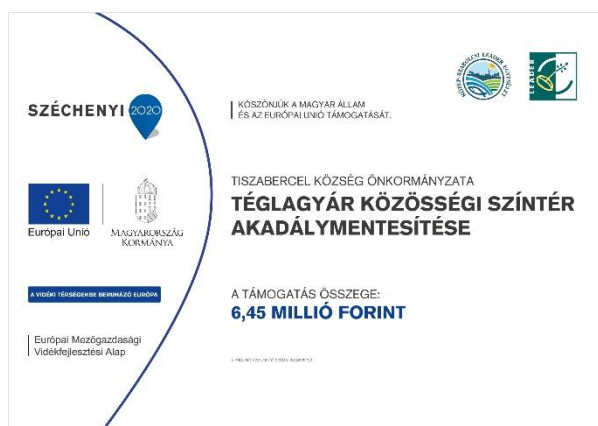 SZÉCHENYI 2020
KÖSZÖNJÜK A MAGYAR ÁLLAM
ÉS AZ EURÓPAI UNIÓ TÁMOGATÁSÁT.
LEADER
Európai Unió
MAGYARORSZÁG
KORMÁNYA
TISZABERCEL KÖZSÉG ÖNKORMÁNYZATA
TÉGLAGYÁR KÖZÖSSÉGI SZÍNTÉR
AKADÁLYMENTESÍTÉSE
A VIDÉKI TÉRSÉGEKBE BERUHÁZÓ EURÓPA
A TÁMOGATÁS ÖSSZEGE:
6,45 MILLIÓ FORINT
Európai Mezőgazdasági
Vidékfejlesztési Alap